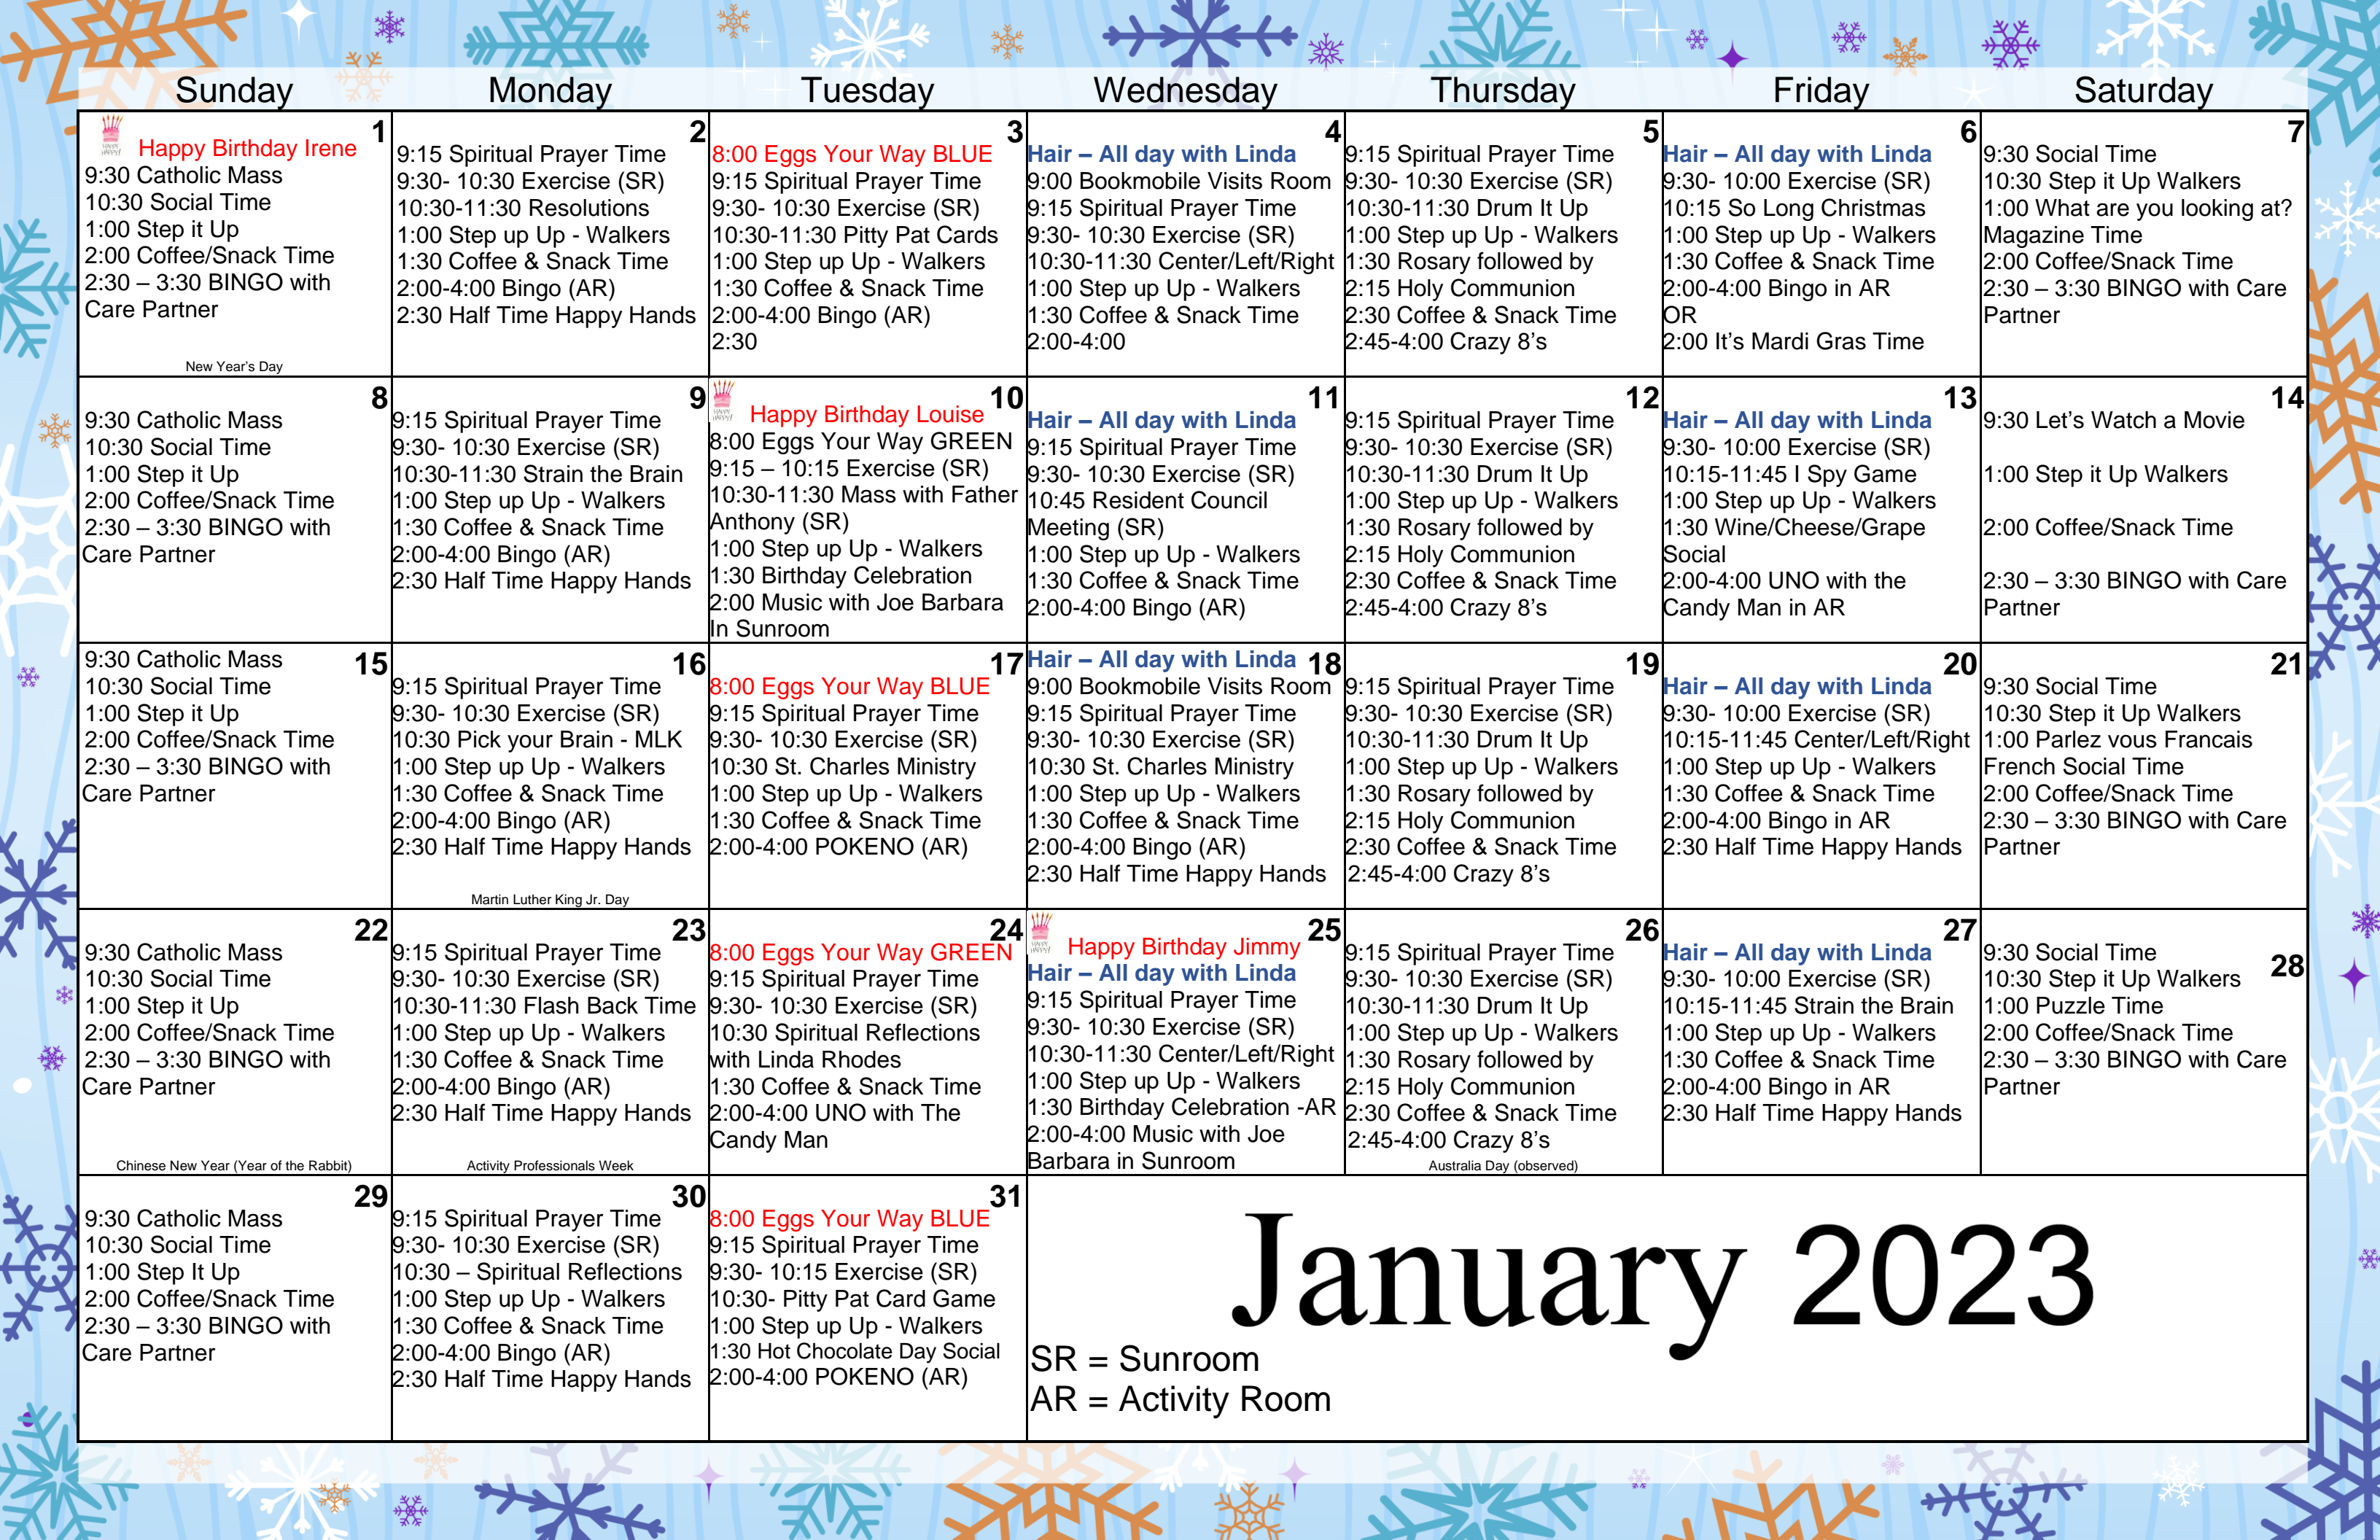 Sunday Monday Tuesday Wednesday Thursday Friday Saturday
1
Happy Birthday Irene
9:30 Catholic Mass
10:30 Social Time
1:00 Step it Up
2:00 Coffee/Snack Time
2:30 – 3:30 BINGO with
Care Partner
New Year's Day
2
9:15 Spiritual Prayer Time
9:30- 10:30 Exercise (SR)
10:30-11:30 Resolutions
1:00 Step up Up - Walkers
1:30 Coffee & Snack Time
2:00-4:00 Bingo (AR)
2:30 Half Time Happy Hands
3
8:00 Eggs Your Way BLUE
9:15 Spiritual Prayer Time
9:30- 10:30 Exercise (SR)
10:30-11:30 Pitty Pat Cards
1:00 Step up Up - Walkers
1:30 Coffee & Snack Time
2:00-4:00 Bingo (AR)
2:30
4
Hair – All day with Linda
9:00 Bookmobile Visits Room
9:15 Spiritual Prayer Time
9:30- 10:30 Exercise (SR)
10:30-11:30 Center/Left/Right
1:00 Step up Up - Walkers
1:30 Coffee & Snack Time
2:00-4:00
5
9:15 Spiritual Prayer Time
9:30- 10:30 Exercise (SR)
10:30-11:30 Drum It Up
1:00 Step up Up - Walkers
1:30 Rosary followed by
2:15 Holy Communion
2:30 Coffee & Snack Time
2:45-4:00 Crazy 8's
6
Hair – All day with Linda
9:30- 10:00 Exercise (SR)
10:15 So Long Christmas
1:00 Step up Up - Walkers
1:30 Coffee & Snack Time
2:00-4:00 Bingo in AR
OR
2:00 It's Mardi Gras Time
7
9:30 Social Time
10:30 Step it Up Walkers
1:00 What are you looking at?
Magazine Time
2:00 Coffee/Snack Time
2:30 – 3:30 BINGO with Care
Partner
8
9:30 Catholic Mass
10:30 Social Time
1:00 Step it Up
2:00 Coffee/Snack Time
2:30 – 3:30 BINGO with
Care Partner
9
9:15 Spiritual Prayer Time
9:30- 10:30 Exercise (SR)
10:30-11:30 Strain the Brain
1:00 Step up Up - Walkers
1:30 Coffee & Snack Time
2:00-4:00 Bingo (AR)
2:30 Half Time Happy Hands
10
Happy Birthday Louise
8:00 Eggs Your Way GREEN
9:15 – 10:15 Exercise (SR)
10:30-11:30 Mass with Father
Anthony (SR)
1:00 Step up Up - Walkers
1:30 Birthday Celebration
2:00 Music with Joe Barbara
In Sunroom
11
Hair – All day with Linda
9:15 Spiritual Prayer Time
9:30- 10:30 Exercise (SR)
10:45 Resident Council
Meeting (SR)
1:00 Step up Up - Walkers
1:30 Coffee & Snack Time
2:00-4:00 Bingo (AR)
12
9:15 Spiritual Prayer Time
9:30- 10:30 Exercise (SR)
10:30-11:30 Drum It Up
1:00 Step up Up - Walkers
1:30 Rosary followed by
2:15 Holy Communion
2:30 Coffee & Snack Time
2:45-4:00 Crazy 8's
13
Hair – All day with Linda
9:30- 10:00 Exercise (SR)
10:15-11:45 I Spy Game
1:00 Step up Up - Walkers
1:30 Wine/Cheese/Grape
Social
2:00-4:00 UNO with the
Candy Man in AR
14
9:30 Let's Watch a Movie
1:00 Step it Up Walkers
2:00 Coffee/Snack Time
2:30 – 3:30 BINGO with Care
Partner
15
9:30 Catholic Mass
10:30 Social Time
1:00 Step it Up
2:00 Coffee/Snack Time
2:30 – 3:30 BINGO with
Care Partner
16
9:15 Spiritual Prayer Time
9:30- 10:30 Exercise (SR)
10:30 Pick your Brain - MLK
1:00 Step up Up - Walkers
1:30 Coffee & Snack Time
2:00-4:00 Bingo (AR)
2:30 Half Time Happy Hands
Martin Luther King Jr. Day
17
8:00 Eggs Your Way BLUE
9:15 Spiritual Prayer Time
9:30- 10:30 Exercise (SR)
10:30 St. Charles Ministry
1:00 Step up Up - Walkers
1:30 Coffee & Snack Time
2:00-4:00 POKENO (AR)
18
Hair – All day with Linda
9:00 Bookmobile Visits Room
9:15 Spiritual Prayer Time
9:30- 10:30 Exercise (SR)
10:30 St. Charles Ministry
1:00 Step up Up - Walkers
1:30 Coffee & Snack Time
2:00-4:00 Bingo (AR)
2:30 Half Time Happy Hands
19
9:15 Spiritual Prayer Time
9:30- 10:30 Exercise (SR)
10:30-11:30 Drum It Up
1:00 Step up Up - Walkers
1:30 Rosary followed by
2:15 Holy Communion
2:30 Coffee & Snack Time
2:45-4:00 Crazy 8's
20
Hair – All day with Linda
9:30- 10:00 Exercise (SR)
10:15-11:45 Center/Left/Right
1:00 Step up Up - Walkers
1:30 Coffee & Snack Time
2:00-4:00 Bingo in AR
2:30 Half Time Happy Hands
21
9:30 Social Time
10:30 Step it Up Walkers
1:00 Parlez vous Francais
French Social Time
2:00 Coffee/Snack Time
2:30 – 3:30 BINGO with Care
Partner
22
9:30 Catholic Mass
10:30 Social Time
1:00 Step it Up
2:00 Coffee/Snack Time
2:30 – 3:30 BINGO with
Care Partner
Chinese New Year (Year of the Rabbit)
23
9:15 Spiritual Prayer Time
9:30- 10:30 Exercise (SR)
10:30-11:30 Flash Back Time
1:00 Step up Up - Walkers
1:30 Coffee & Snack Time
2:00-4:00 Bingo (AR)
2:30 Half Time Happy Hands
Activity Professionals Week
24
8:00 Eggs Your Way GREEN
9:15 Spiritual Prayer Time
9:30- 10:30 Exercise (SR)
10:30 Spiritual Reflections
with Linda Rhodes
1:30 Coffee & Snack Time
2:00-4:00 UNO with The
Candy Man
25
Happy Birthday Jimmy
Hair – All day with Linda
9:15 Spiritual Prayer Time
9:30- 10:30 Exercise (SR)
10:30-11:30 Center/Left/Right
1:00 Step up Up - Walkers
1:30 Birthday Celebration -AR
2:00-4:00 Music with Joe
Barbara in Sunroom
26
9:15 Spiritual Prayer Time
9:30- 10:30 Exercise (SR)
10:30-11:30 Drum It Up
1:00 Step up Up - Walkers
1:30 Rosary followed by
2:15 Holy Communion
2:30 Coffee & Snack Time
2:45-4:00 Crazy 8's
Australia Day (observed)
27
Hair – All day with Linda
9:30- 10:00 Exercise (SR)
10:15-11:45 Strain the Brain
1:00 Step up Up - Walkers
1:30 Coffee & Snack Time
2:00-4:00 Bingo in AR
2:30 Half Time Happy Hands
28
9:30 Social Time
10:30 Step it Up Walkers
1:00 Puzzle Time
2:00 Coffee/Snack Time
2:30 – 3:30 BINGO with Care
Partner
29
9:30 Catholic Mass
10:30 Social Time
1:00 Step It Up
2:00 Coffee/Snack Time
2:30 – 3:30 BINGO with
Care Partner
30
9:15 Spiritual Prayer Time
9:30- 10:30 Exercise (SR)
10:30 – Spiritual Reflections
1:00 Step up Up - Walkers
1:30 Coffee & Snack Time
2:00-4:00 Bingo (AR)
2:30 Half Time Happy Hands
31
8:00 Eggs Your Way BLUE
9:15 Spiritual Prayer Time
9:30- 10:15 Exercise (SR)
10:30- Pitty Pat Card Game
1:00 Step up Up - Walkers
1:30 Hot Chocolate Day Social
2:00-4:00 POKENO (AR)
January 2023
SR = Sunroom
AR = Activity Room